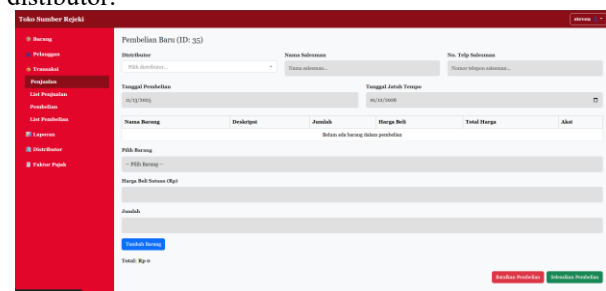 distibutor.
Toko Sumber Rejeki
steven
Barang
Pelanggan
Transaksi
Penjualan
List Penjualan
Pembelian
List Pembelian
Laporan
Distributor
Faktur Pajak
Pembelian Baru (ID: 35)
Distributor
Nama Salesman
No. Telp Salesman
Pilih distributor...
Nama salesman...
Nomor telepon salesman...
Tanggal Pembelian
Tanggal Jatuh Tempo
Nama Barang
Deskripsi
Jumlah
Harga Beli
Total Harga
Aksi
Belum ada barang dalam pembelian
Pilih Barang
-- Pilih Barang --
Harga Beli Satuan (Rp)
Jumlah
Tambah Barang
Total: Rp 0
Batalkan Pembelian
Selesaikan Pembelian